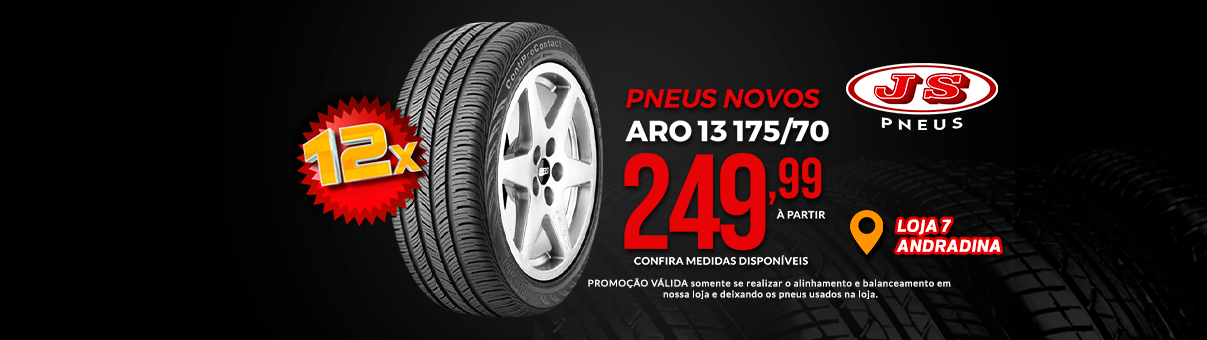 12x
ContiProContact
PNEUS NOVOS
ARO 13 175/70
249,99
À PARTIR
CONFIRA MEDIDAS DISPONÍVEIS
PROMOÇÃO VÁLIDA somente se realizar o alinhamento e balanceamento em
nossa loja e deixando os pneus usados na loja.
JS
PNEUS
LOJA 7
ANDRADINA